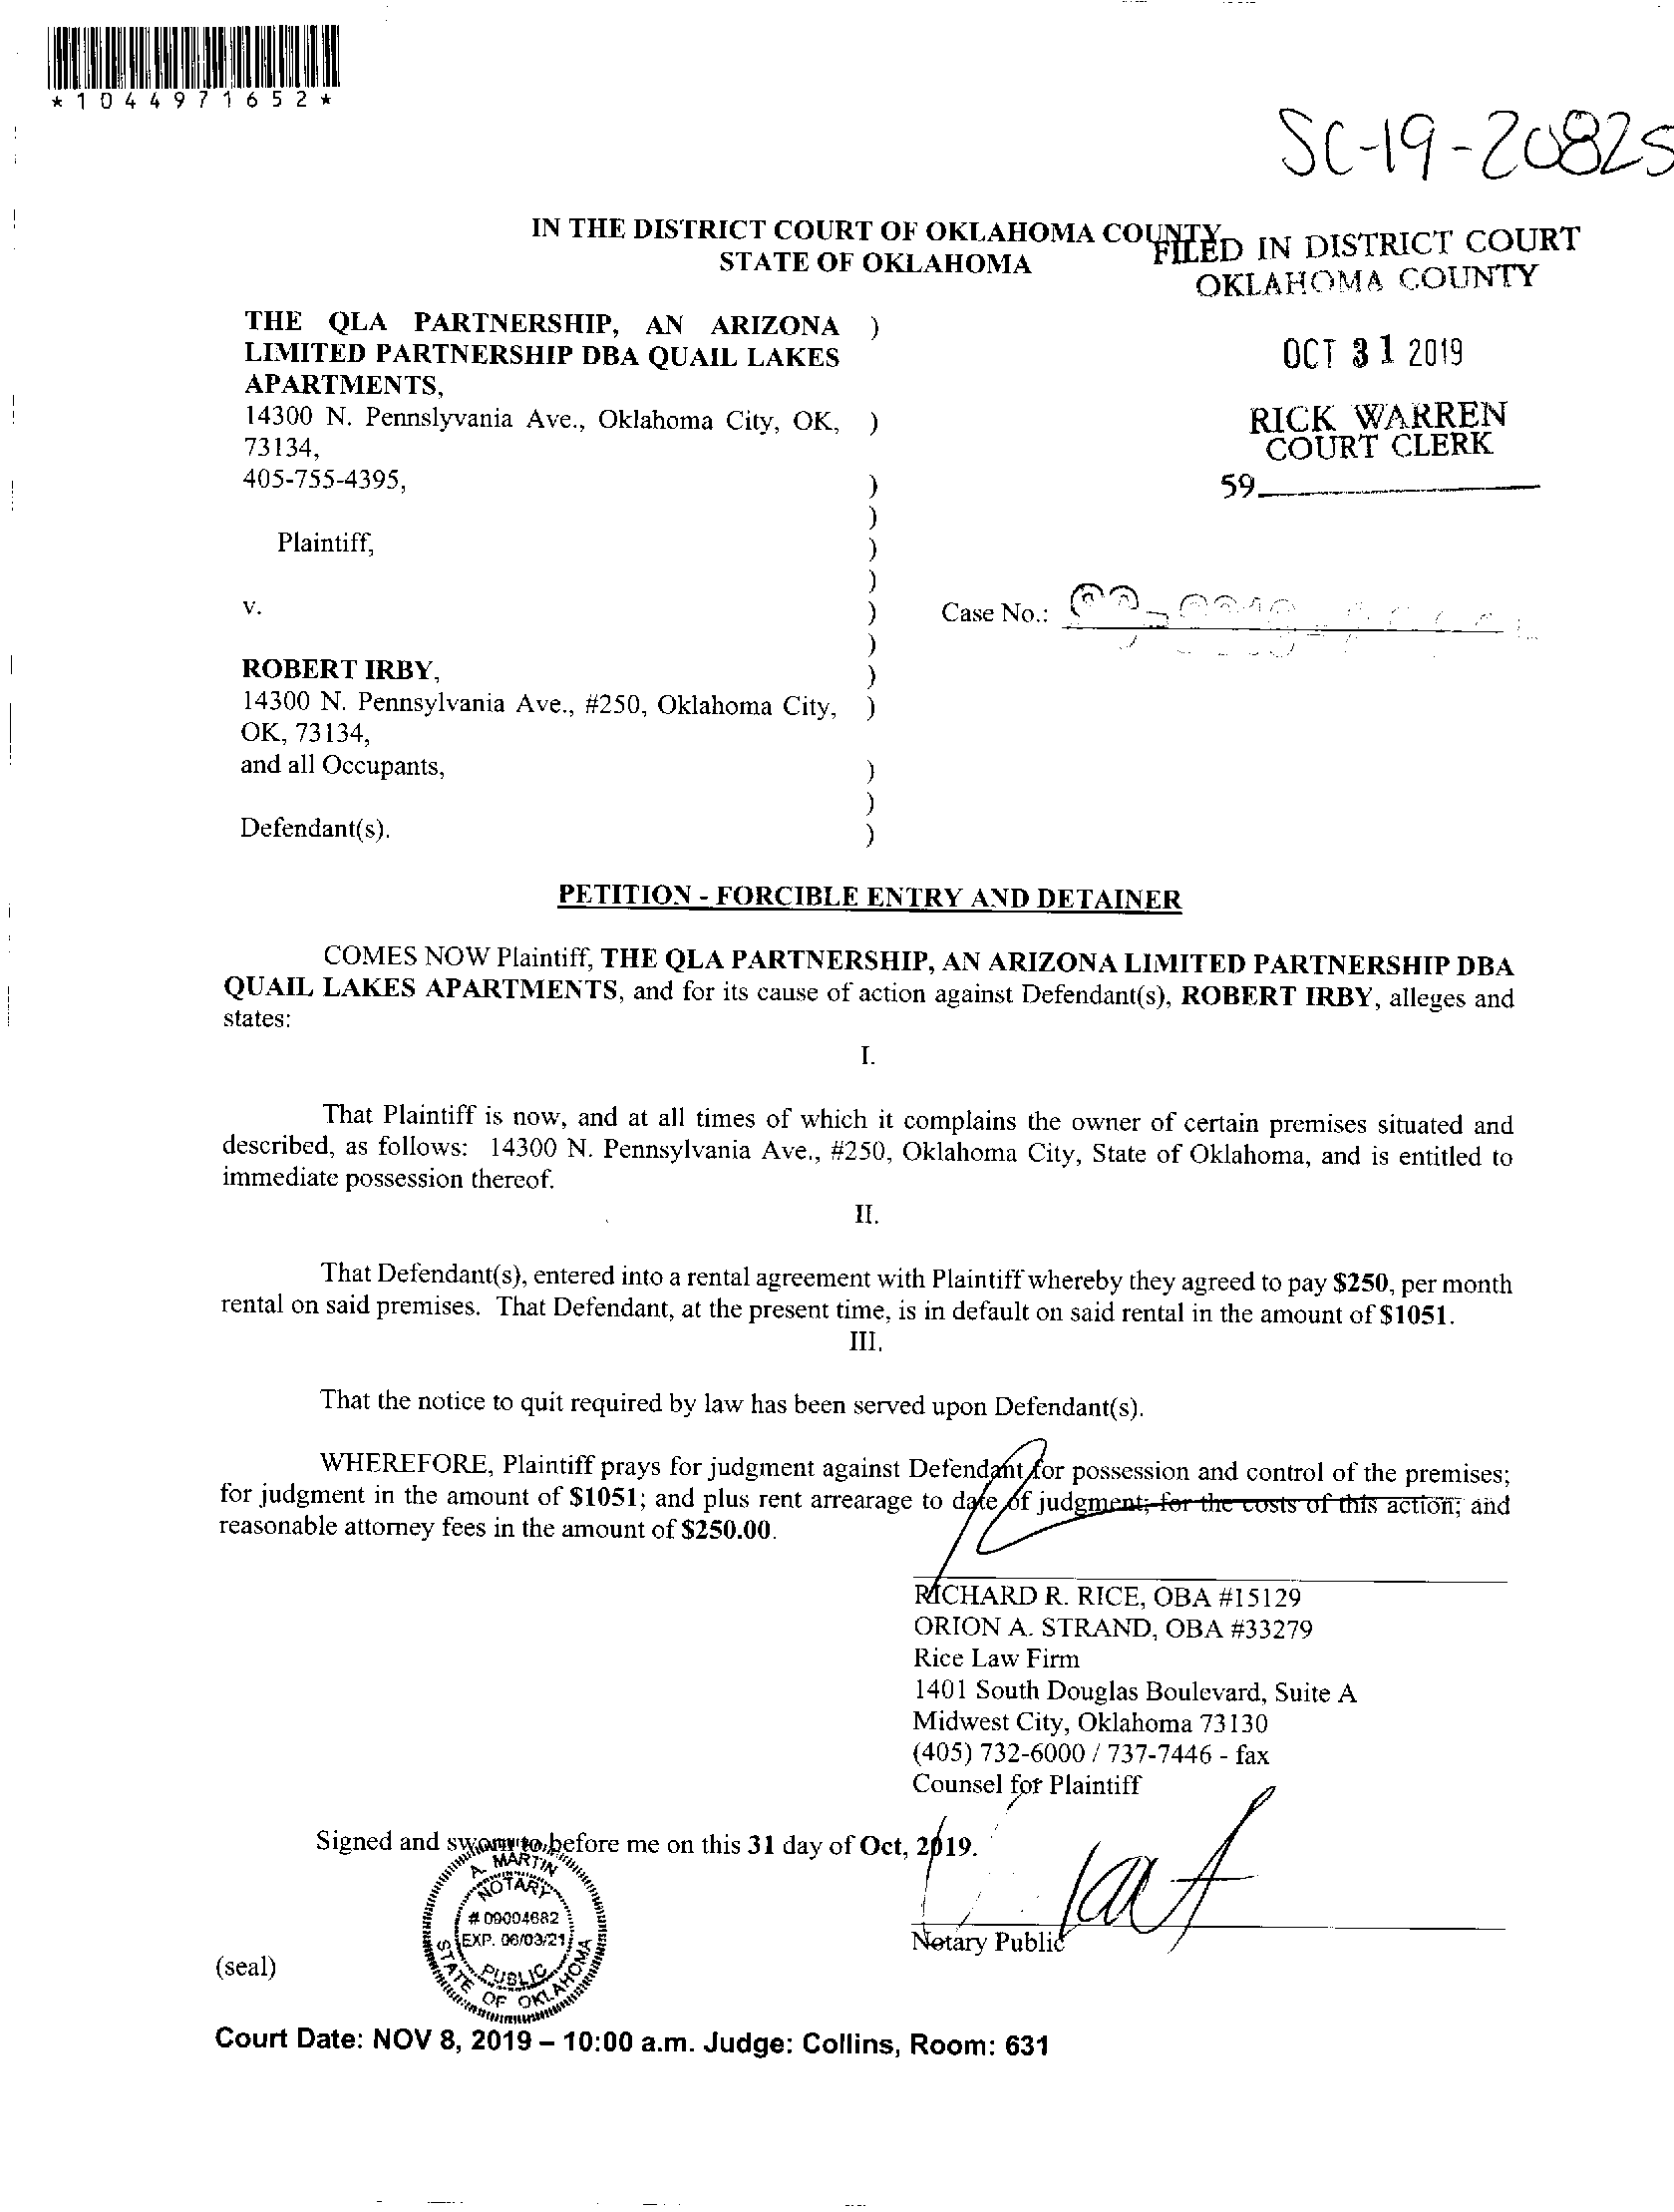 *1044971652*
SC-19-20825
IN THE DISTRICT COURT OF OKLAHOMA COUNTY
STATE OF OKLAHOMA
FILED IN DISTRICT COURT
OKLAHOMA COUNTY
THE QLA PARTNERSHIP, AN ARIZONA )
LIMITED PARTNERSHIP DBA QUAIL LAKES
APARTMENTS,
OCT 31 2019
14300 N. Pennslyvania Ave., Oklahoma City, OK, )
73134,
405-755-4395, )
RICK WARREN
COURT CLERK
59
)
Plaintiff, )
)
v. )
Case No.:
)
ROBERT IRBY, )
14300 N. Pennsylvania Ave., #250, Oklahoma City, )
OK, 73134,
and all Occupants, )
)
Defendant(s). )
PETITION - FORCIBLE ENTRY AND DETAINER
COMES NOW Plaintiff, THE QLA PARTNERSHIP, AN ARIZONA LIMITED PARTNERSHIP DBA
QUAIL LAKES APARTMENTS, and for its cause of action against Defendant(s), ROBERT IRBY, alleges and
states:
I.
That Plaintiff is now, and at all times of which it complains the owner of certain premises situated and
described, as follows: 14300 N. Pennsylvania Ave., #250, Oklahoma City, State of Oklahoma, and is entitled to
immediate possession thereof.
II.
That Defendant(s), entered into a rental agreement with Plaintiff whereby they agreed to pay $250, per month
rental on said premises. That Defendant, at the present time, is in default on said rental in the amount of $1051.
III.
That the notice to quit required by law has been served upon Defendant(s).
WHEREFORE, Plaintiff prays for judgment against Defendant for possession and control of the premises;
for judgment in the amount of $1051; and plus rent arrearage to date of judgment; for the costs of this action; and
reasonable attorney fees in the amount of $250.00.
RICHARD R. RICE, OBA #15129
ORION A. STRAND, OBA #33279
Rice Law Firm
1401 South Douglas Boulevard, Suite A
Midwest City, Oklahoma 73130
(405) 732-6000 / 737-7446 - fax
Counsel for Plaintiff
Signed and sworn to before me on this 31 day of Oct, 2019.
A. MARTIN
NOTARY
# 09004682
EXP. 06/03/21
PUBLIC
STATE OF OKLAHOMA
Notary Public
(seal)
Court Date: NOV 8, 2019 – 10:00 a.m. Judge: Collins, Room: 631